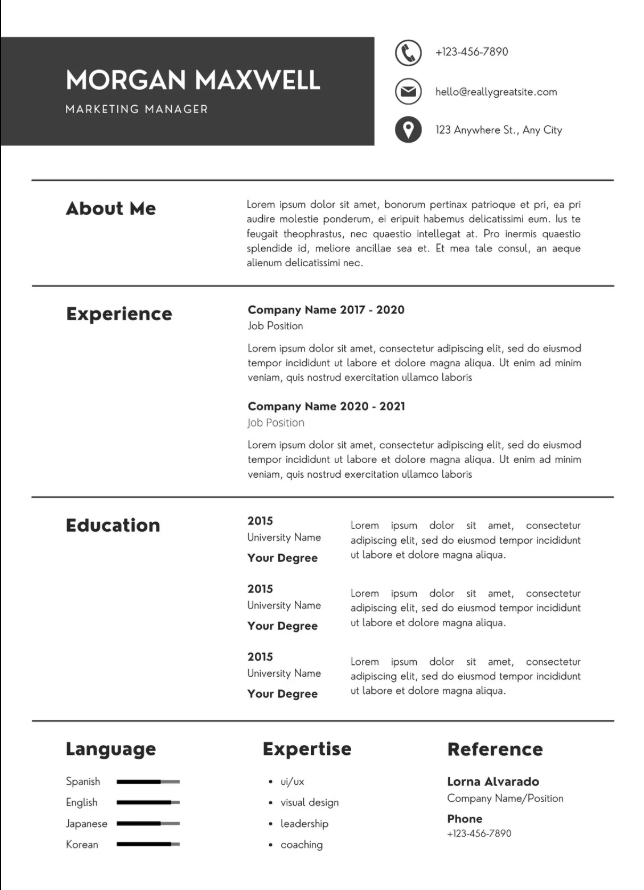 MORGAN MAXWELL
MARKETING MANAGER
+123-456-7890
hello@reallygreatsite.com
123 Anywhere St., Any City
About Me
Lorem ipsum dolor sit amet, bonorum pertinax patrioque et pri, ea pri
audire molestie ponderum, ei eripuit habemus delicatissimi eum. Ius te
feugait theophrastus, nec quaestio intellegat at. Pro inermis quaestio
splendide id, meliore ancillae sea et. Et mea tale consul, an aeque
alienum delicatissimi nec.
Experience
Company Name 2017 - 2020
Job Position
Lorem ipsum dolor sit amet, consectetur adipiscing elit, sed do eiusmod
tempor incididunt ut labore et dolore magna aliqua. Ut enim ad minim
veniam, quis nostrud exercitation ullamco laboris
Company Name 2020 - 2021
Job Position
Lorem ipsum dolor sit amet, consectetur adipiscing elit, sed do eiusmod
tempor incididunt ut labore et dolore magna aliqua. Ut enim ad minim
veniam, quis nostrud exercitation ullamco laboris
Education
2015
University Name
Your Degree
Lorem ipsum dolor sit amet, consectetur
adipiscing elit, sed do eiusmod tempor incididunt
ut labore et dolore magna aliqua.
2015
University Name
Your Degree
Lorem ipsum dolor sit amet, consectetur
adipiscing elit, sed do eiusmod tempor incididunt
ut labore et dolore magna aliqua.
2015
University Name
Your Degree
Lorem ipsum dolor sit amet, consectetur
adipiscing elit, sed do eiusmod tempor incididunt
ut labore et dolore magna aliqua.
Language
Spanish
English
Japanese
Korean
Expertise
• ui/ux
• visual design
• leadership
• coaching
Reference
Lorna Alvarado
Company Name/Position
Phone
+123-456-7890